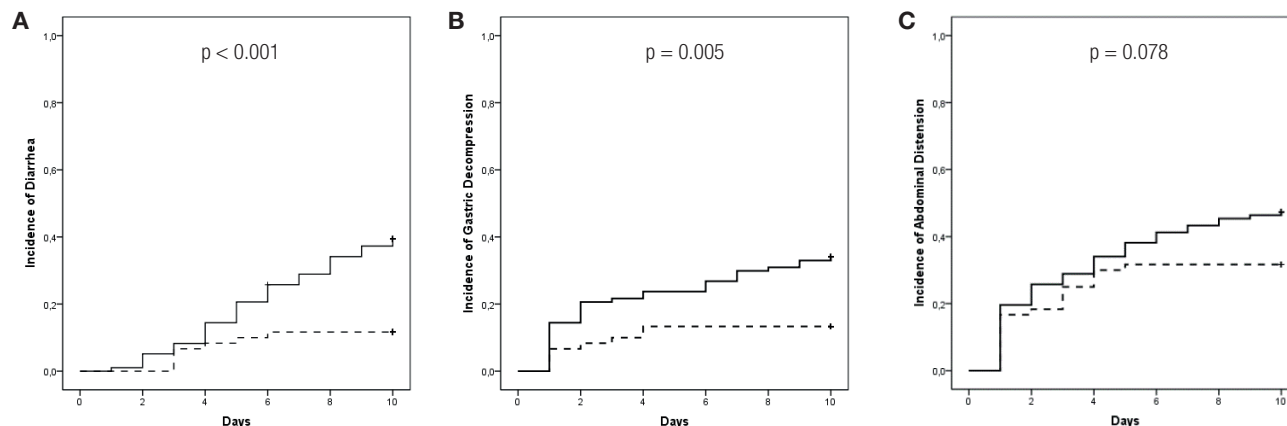 A
p < 0.001
Incidence of Diarrhea
1,0
0,8
0,6
0,4
0,2
0,0
0 2 4 6 8 10
Days
B
p = 0.005
Incidence of Gastric Decompression
1,0
0,8
0,6
0,4
0,2
0,0
0 2 4 6 8 10
Days
C
p = 0.078
Incidence of Abdominal Distension
1,0
0,8
0,6
0,4
0,2
0,0
0 2 4 6 8 10
Days